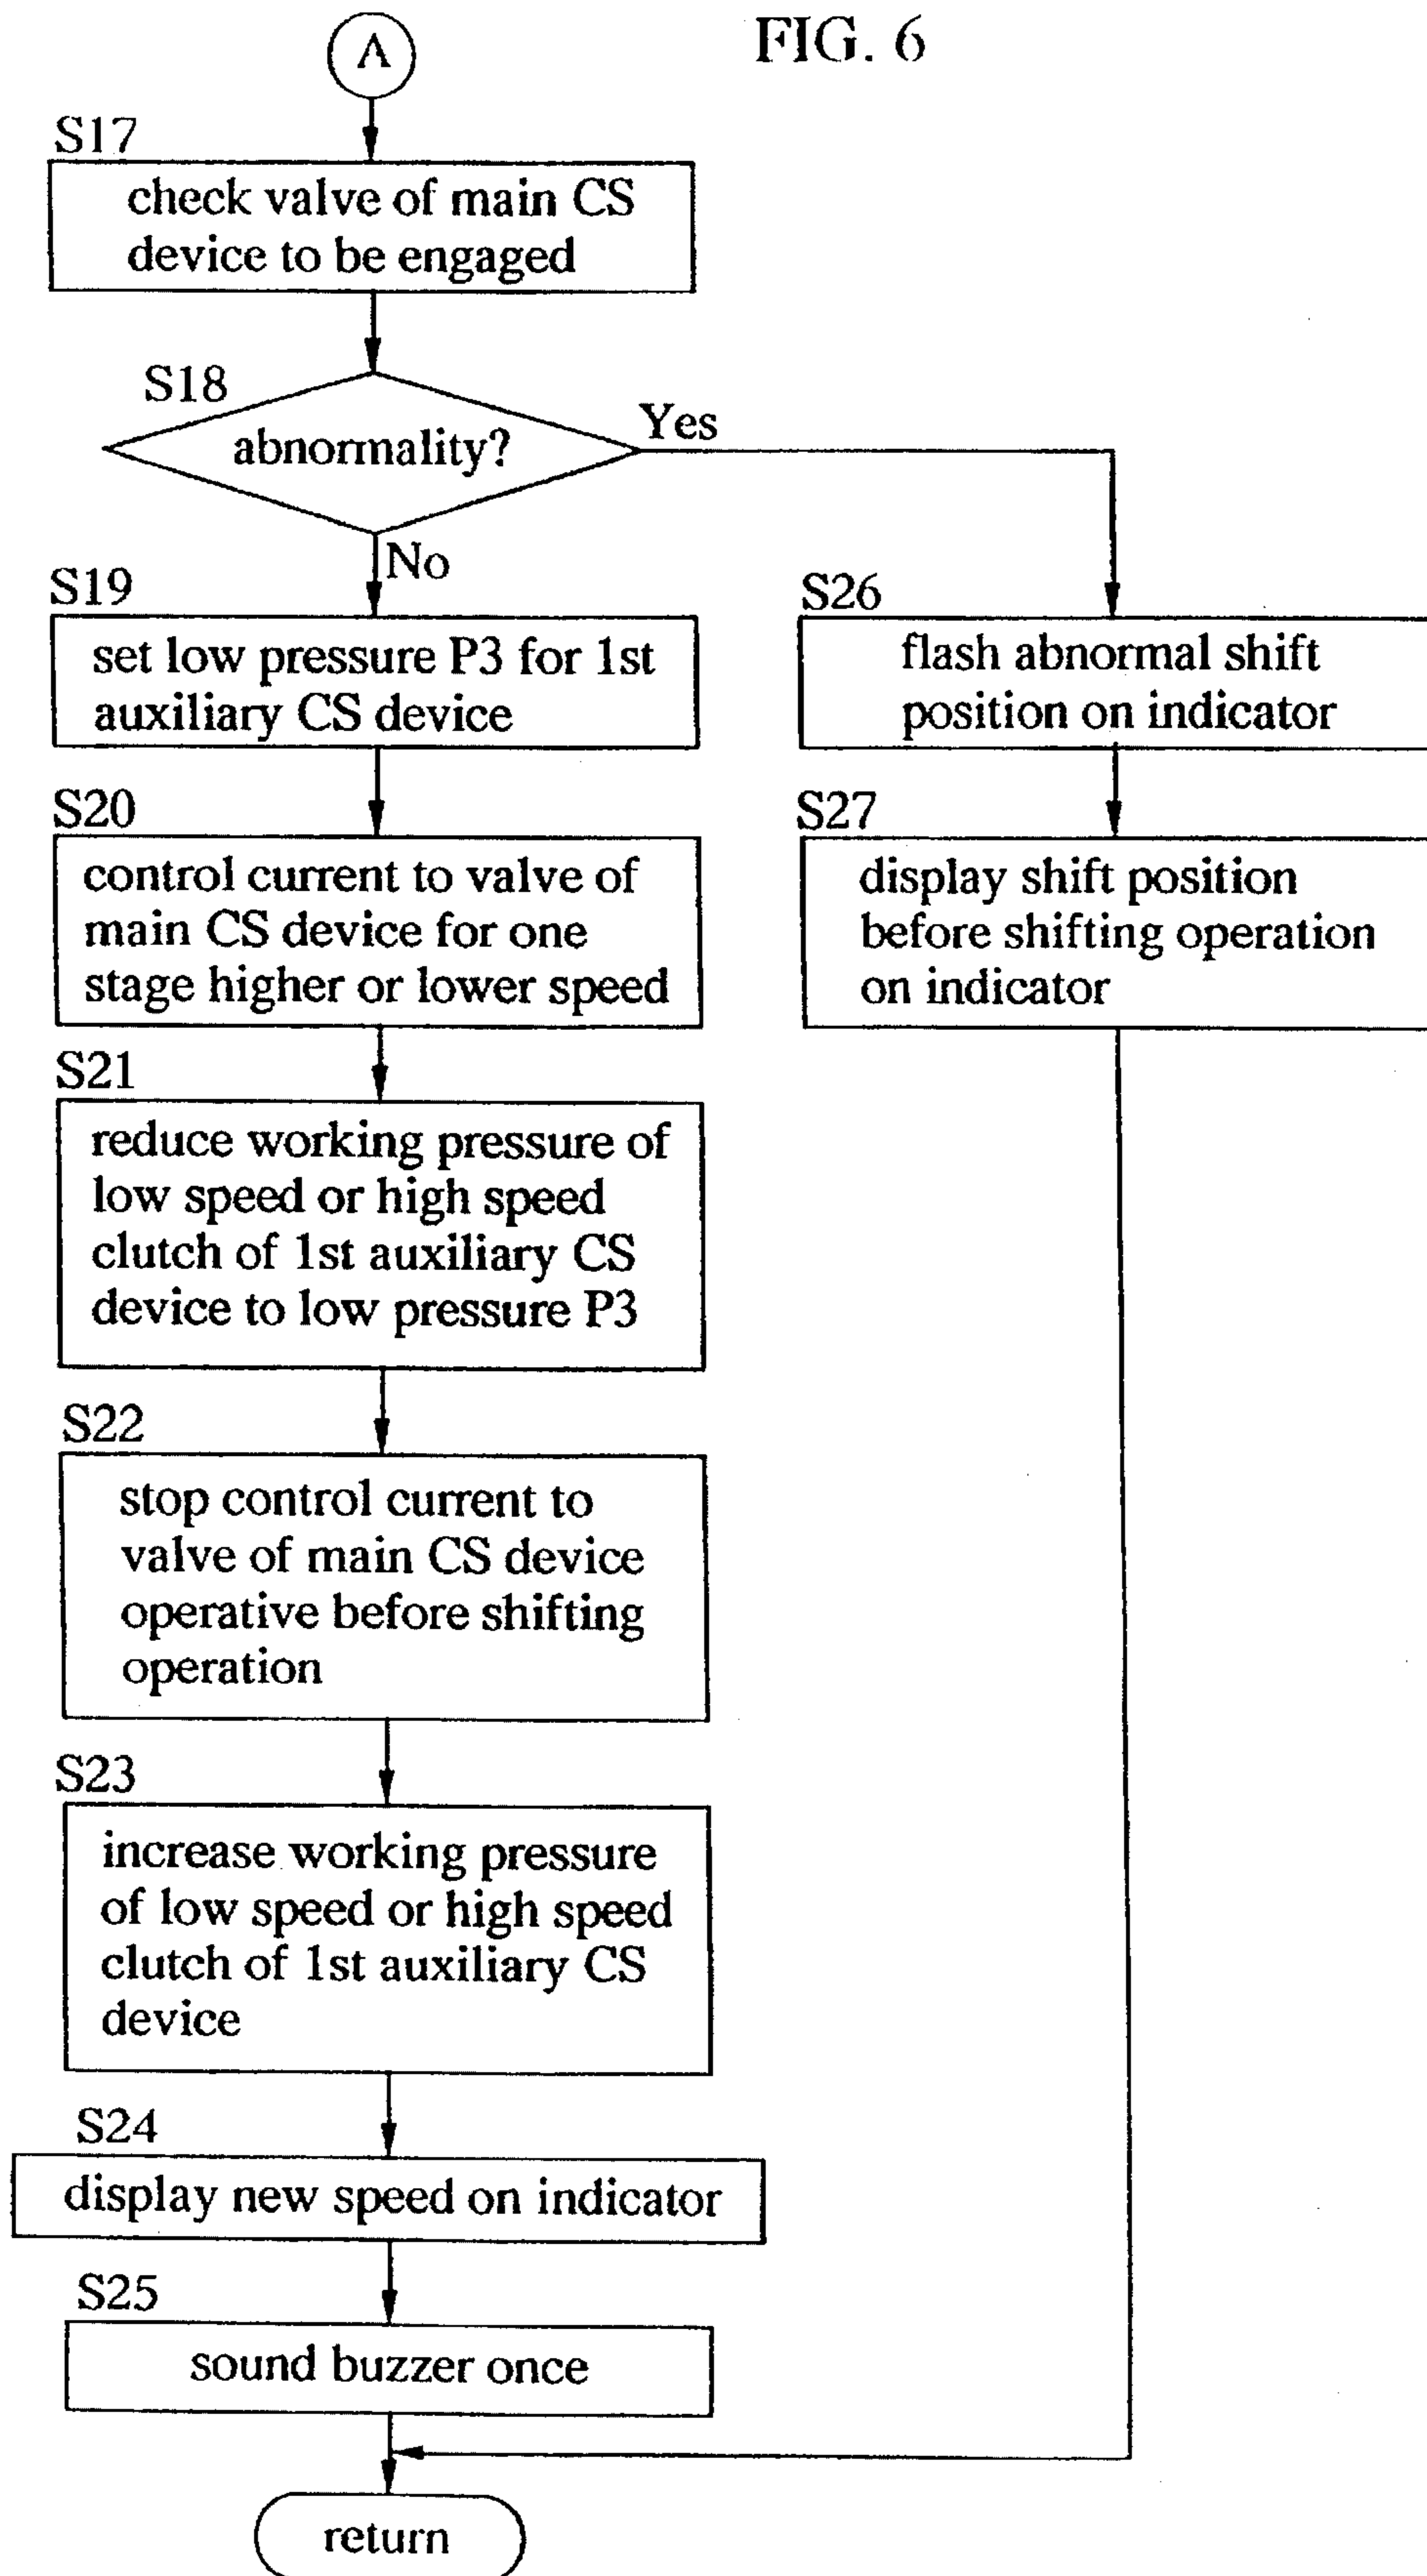 FIG. 6
A
S17
check valve of main CS
device to be engaged
S18
abnormality?
Yes
No
S19
set low pressure P3 for 1st
auxiliary CS device
S20
control current to valve of
main CS device for one
stage higher or lower speed
S21
reduce working pressure of
low speed or high speed
clutch of 1st auxiliary CS
device to low pressure P3
S22
stop control current to
valve of main CS device
operative before shifting
operation
S23
increase working pressure
of low speed or high speed
clutch of 1st auxiliary CS
device
S24
display new speed on indicator
S25
sound buzzer once
S26
flash abnormal shift
position on indicator
S27
display shift position
before shifting operation
on indicator
return